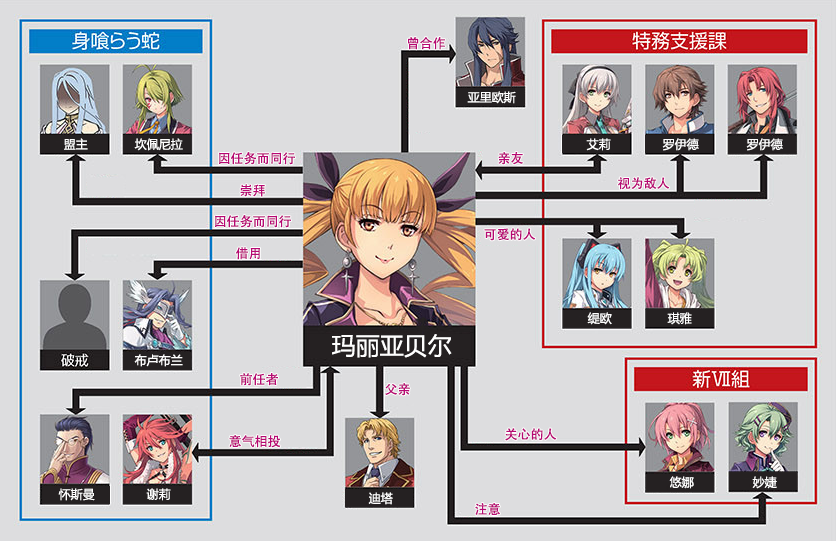 身喰らう蛇
曾合作
特務支援課
亚里欧斯
盟主
坎佩尼拉
艾莉
罗伊德
罗伊德
因任务而同行
亲友
崇拜
视为敌人
因任务而同行
可爱的人
借用
缇欧
琪雅
玛丽亚贝尔
破戒
布卢布兰
新Ⅶ組
前任者
父亲
意气相投
关心的人
怀斯曼
谢莉
迪塔
悠娜
妙婕
注意